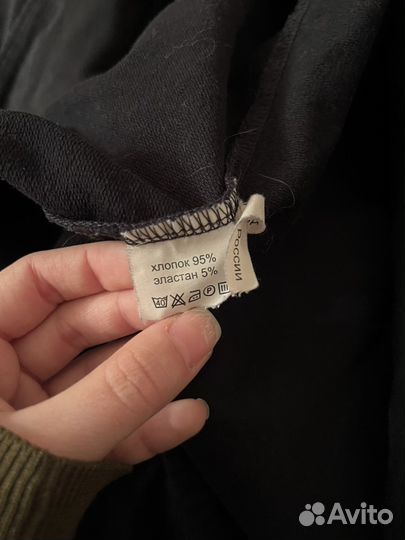 хлопок 95%
эластан 5%
40
P
России
Avito